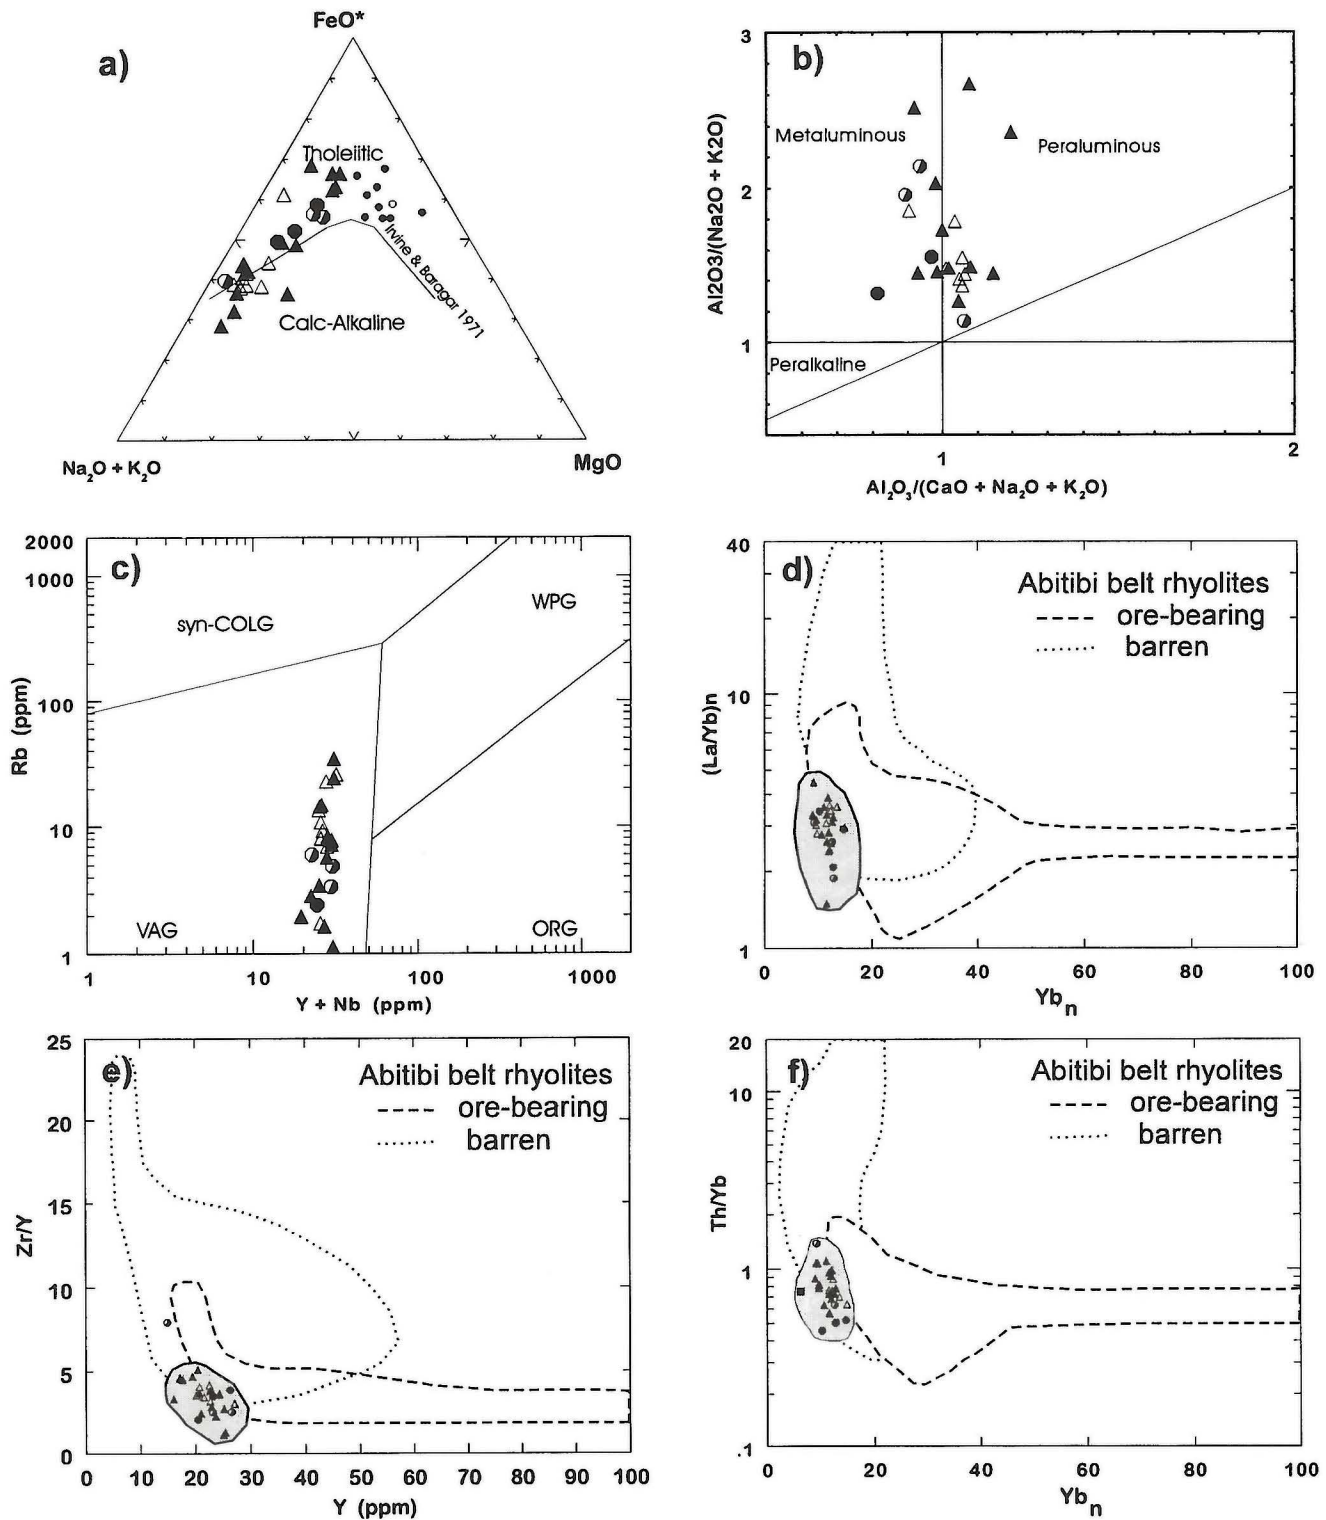 a)
FeO*
Tholeiitic
Irvine & Baragar 1971
Calc-Alkaline
Na₂O + K₂O
MgO
b)
3
2
1
Al2O3/(Na2O + K2O)
Metaluminous
Peraluminous
Peralkaline
1
2
Al₂O₃/(CaO + Na₂O + K₂O)
c)
2000
1000
100
10
1
Rb (ppm)
syn-COLG
WPG
VAG
ORG
1
10
100
1000
Y + Nb (ppm)
d)
40
10
1
(La/Yb)n
Abitibi belt rhyolites
ore-bearing
barren
0
20
40
60
80
100
Ybn
e)
25
20
15
10
5
0
Zr/Y
Abitibi belt rhyolites
ore-bearing
barren
0
10
20
30
40
50
60
70
80
90
100
Y (ppm)
f)
20
10
1
.1
Th/Yb
Abitibi belt rhyolites
ore-bearing
barren
0
20
40
60
80
100
Ybn